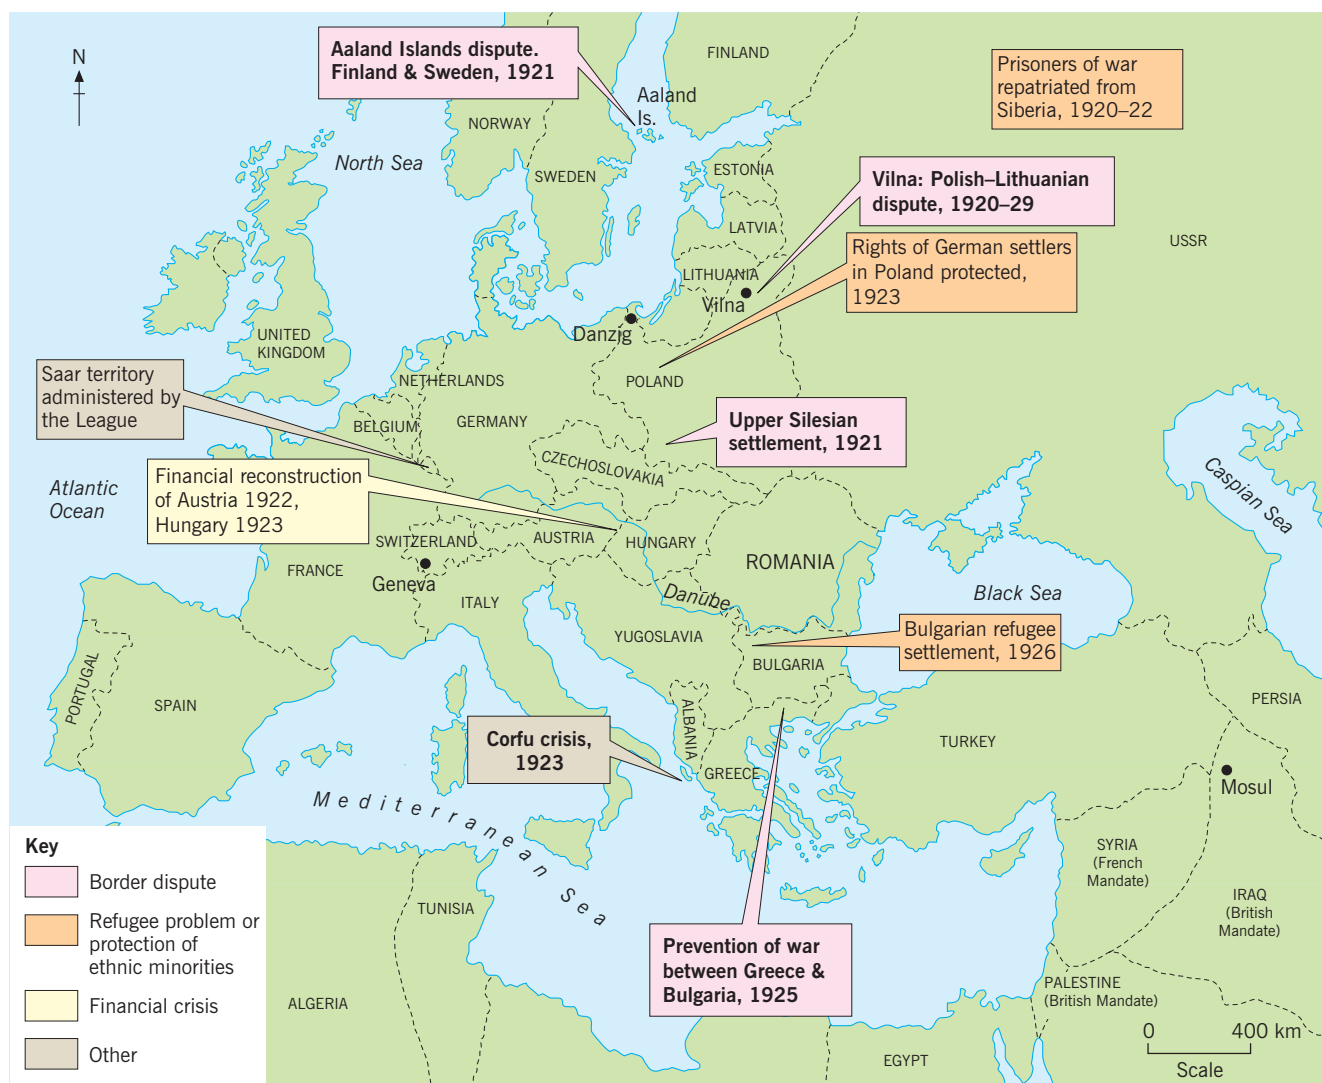 N
Aaland Islands dispute.
Finland & Sweden, 1921
FINLAND
Prisoners of war
repatriated from
Siberia, 1920–22
Aaland
Is.
NORWAY
North Sea
SWEDEN
ESTONIA
Vilna: Polish–Lithuanian
dispute, 1920–29
LATVIA
USSR
Rights of German settlers
in Poland protected,
1923
LITHUANIA
Vilna
Danzig
UNITED
KINGDOM
Saar territory
administered by
the League
NETHERLANDS
POLAND
BELGIUM
GERMANY
Upper Silesian
settlement, 1921
CZECHOSLOVAKIA
Caspian Sea
Atlantic
Ocean
Financial reconstruction
of Austria 1922,
Hungary 1923
SWITZERLAND
AUSTRIA
HUNGARY
ROMANIA
FRANCE
Geneva
ITALY
Danube
Black Sea
YUGOSLAVIA
Bulgarian refugee
settlement, 1926
BULGARIA
PORTUGAL
SPAIN
ALBANIA
PERSIA
Corfu crisis,
1923
TURKEY
GREECE
Mosul
Mediterranean Sea
SYRIA
(French
Mandate)
IRAQ
(British
Mandate)
TUNISIA
Prevention of war
between Greece &
Bulgaria, 1925
PALESTINE
(British Mandate)
ALGERIA
EGYPT
0 400 km
Scale
Key
Border dispute
Refugee problem or
protection of
ethnic minorities
Financial crisis
Other